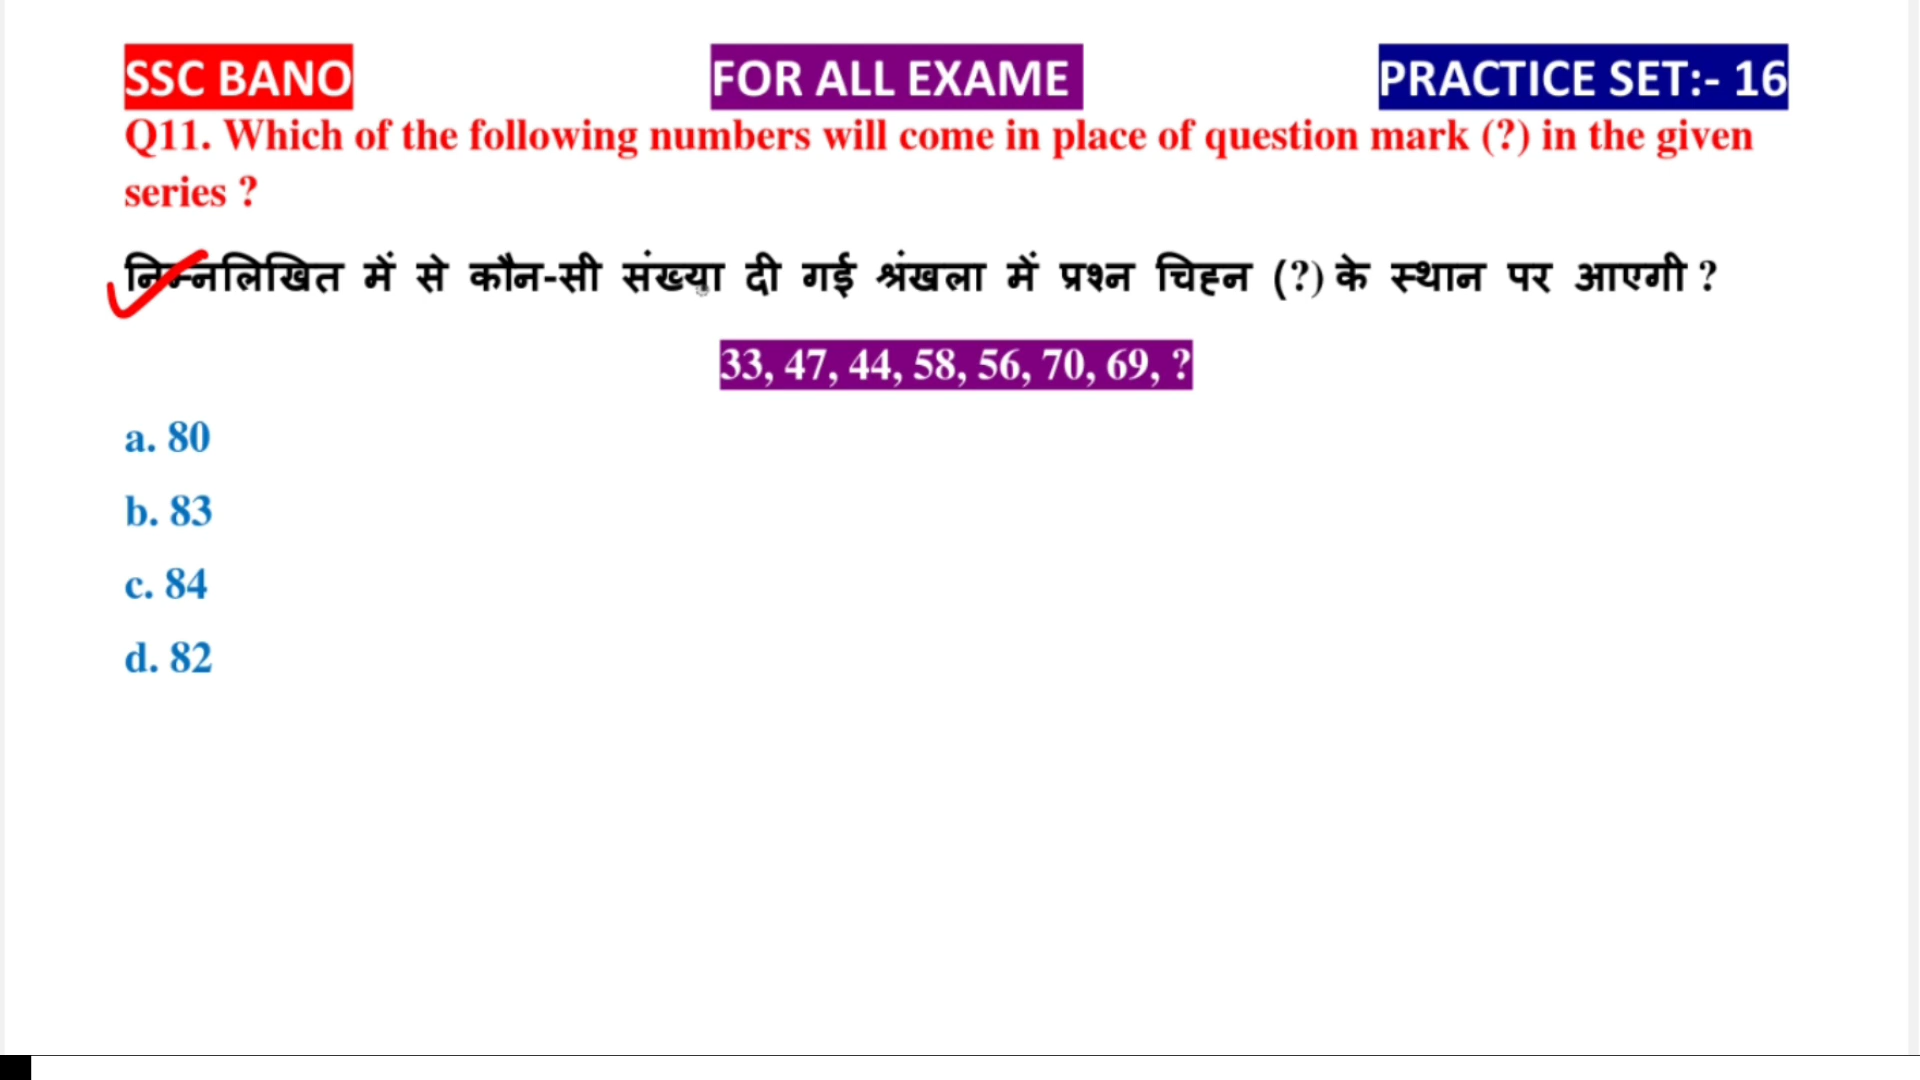 SSC BANO FOR ALL EXAME PRACTICE SET:- 16
Q11. Which of the following numbers will come in place of question mark (?) in the given
series ?
निम्नलिखित में से कौन-सी संख्या दी गई श्रंखला में प्रश्न चिह्न (?) के स्थान पर आएगी ?
33, 47, 44, 58, 56, 70, 69, ?
a. 80
b. 83
c. 84
d. 82